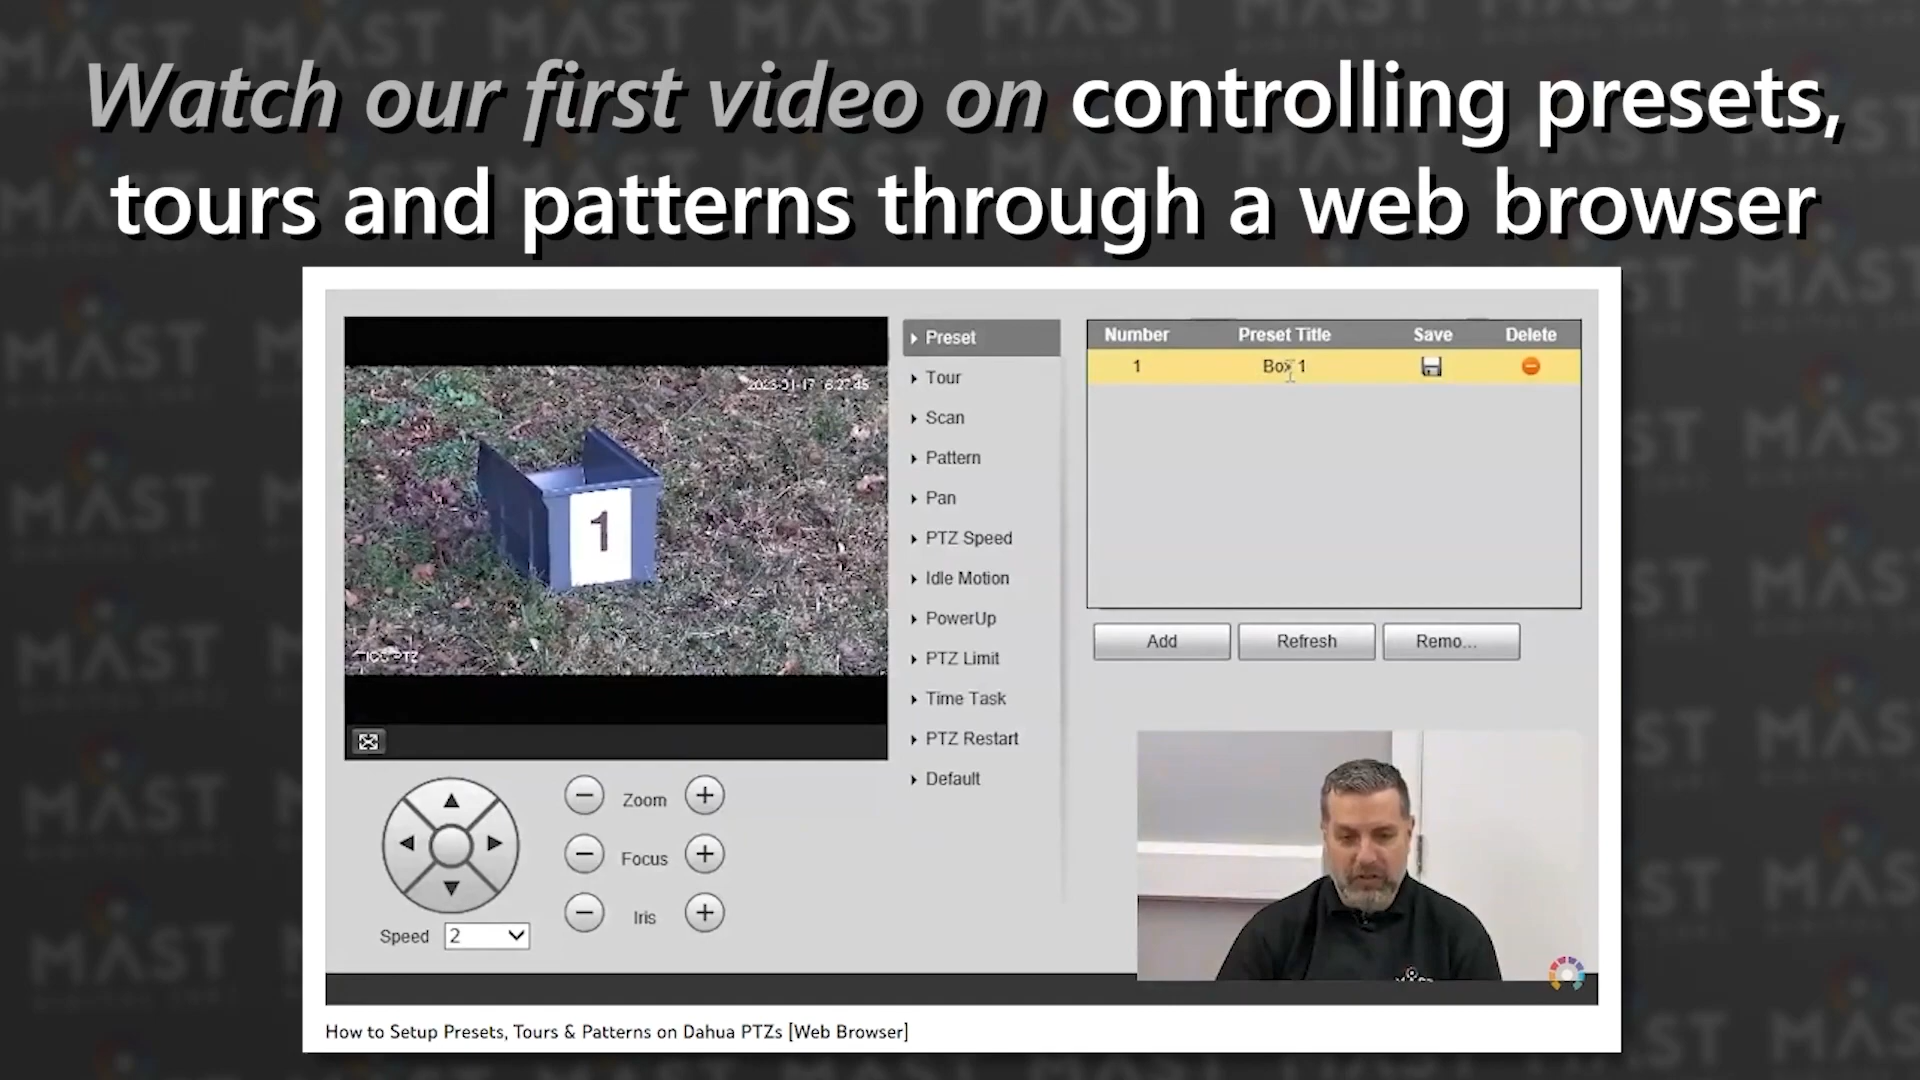 Watch our first video on controlling presets,
tours and patterns through a web browser
Preset
Tour
Scan
Pattern
Pan
PTZ Speed
Idle Motion
PowerUp
PTZ Limit
Time Task
PTZ Restart
Default
Number Preset Title Save Delete
1 Box 1
Add Refresh Remo...
1
Zoom
Focus
Iris
Speed 2
How to Setup Presets, Tours & Patterns on Dahua PTZs [Web Browser]
MAST